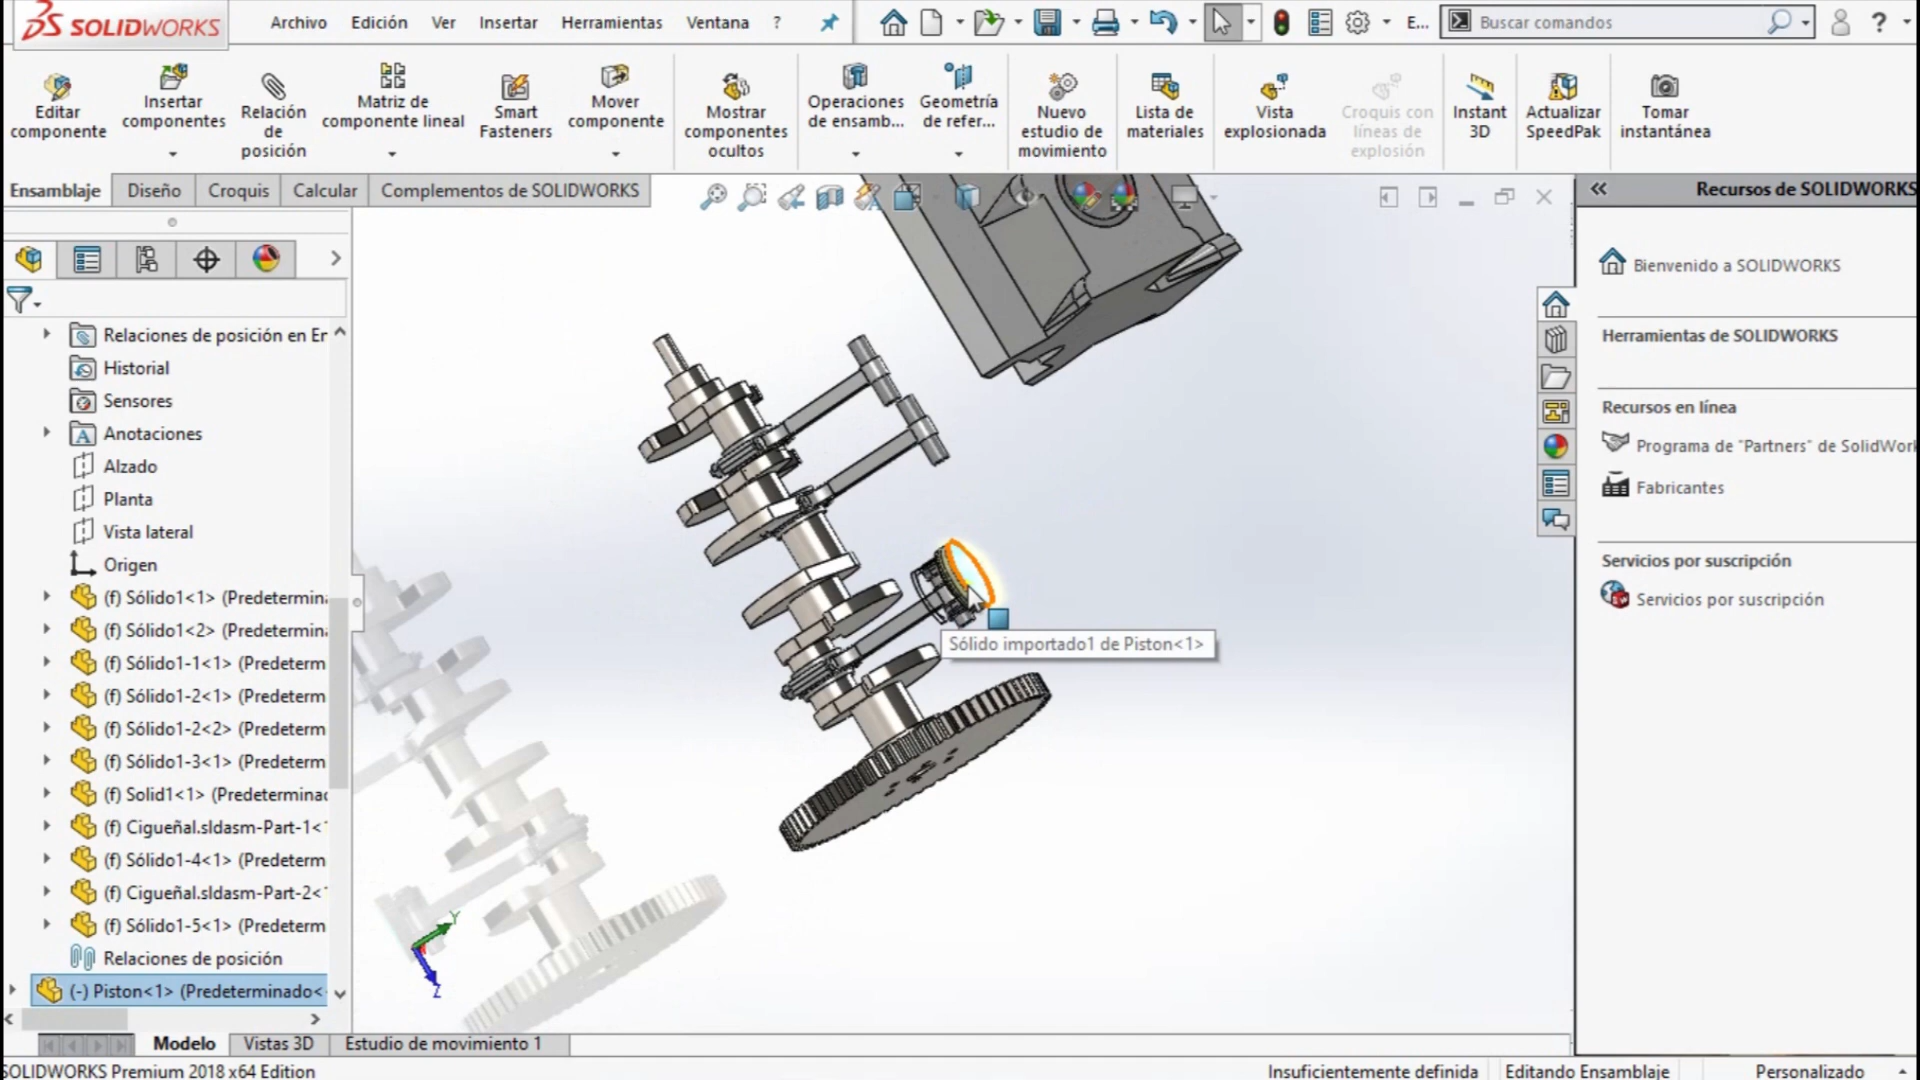 SOLIDWORKS
Archivo Edición Ver Insertar Herramientas Ventana ? E... Buscar comandos ?
Editar componente
Insertar componentes
Relación de posición
Matriz de componente lineal
Smart Fasteners
Mover componente
Mostrar componentes ocultos
Operaciones de ensamb...
Geometría de refer...
Nuevo estudio de movimiento
Lista de materiales
Vista explosionada
Croquis con líneas de explosión
Instant 3D
Actualizar SpeedPak
Tomar instantánea
Ensamblaje Diseño Croquis Calcular Complementos de SOLIDWORKS
Relaciones de posición en Er
Historial
Sensores
Anotaciones
Alzado
Planta
Vista lateral
Origen
(f) Sólido1<1> (Predetermin
(f) Sólido1<2> (Predetermin
(f) Sólido1-1<1> (Predeterm
(f) Sólido1-2<1> (Predeterm
(f) Sólido1-2<2> (Predeterm
(f) Sólido1-3<1> (Predeterm
(f) Solid1<1> (Predeterminad
(f) Cigueñal.sldasm-Part-1<
(f) Sólido1-4<1> (Predeterm
(f) Cigueñal.sldasm-Part-2<
(f) Sólido1-5<1> (Predeterm
Relaciones de posición
(-) Piston<1> (Predeterminado<
Sólido importado1 de Piston<1>
Y
Z
Recursos de SOLIDWORKS
Bienvenido a SOLIDWORKS
Herramientas de SOLIDWORKS
Recursos en línea
Programa de "Partners" de SolidWor
Fabricantes
Servicios por suscripción
Servicios por suscripción
Modelo Vistas 3D Estudio de movimiento 1
SOLIDWORKS Premium 2018 x64 Edition
Insuficientemente definida Editando Ensamblaje Personalizado